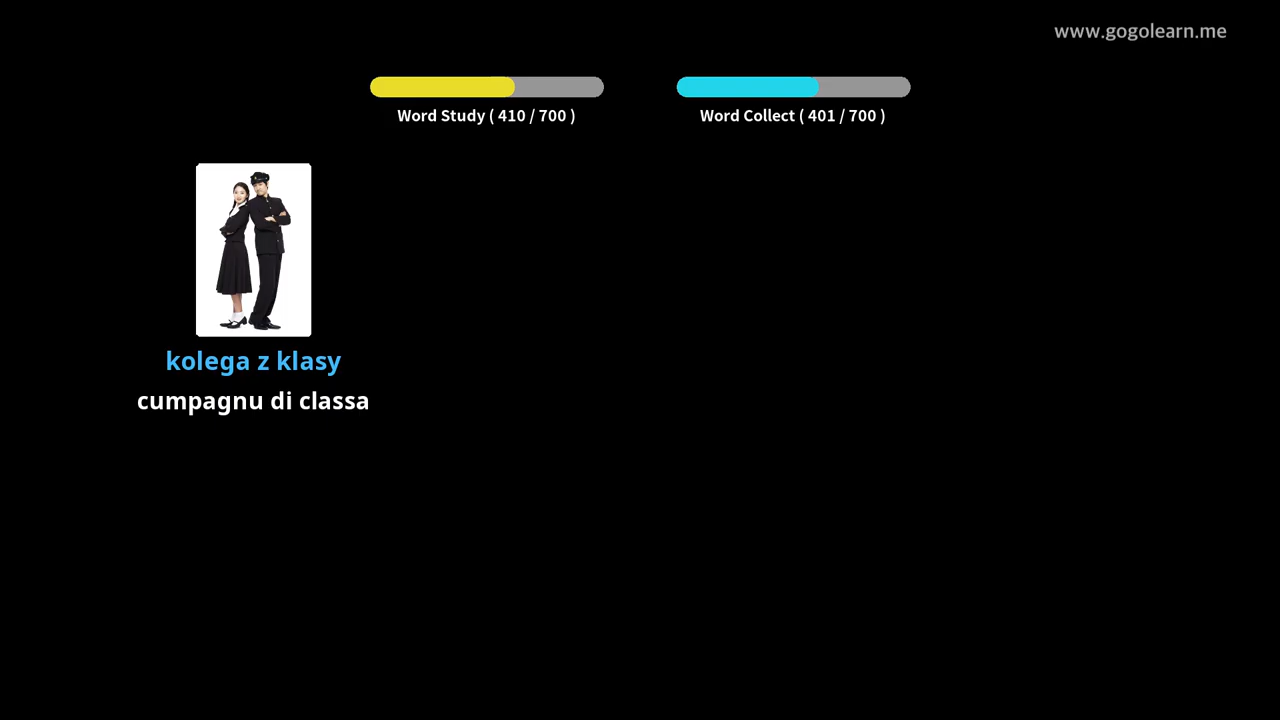 www.gogolearn.me
Word Study ( 410 / 700 )
Word Collect ( 401 / 700 )
kolega z klasy
cumpagnu di classa